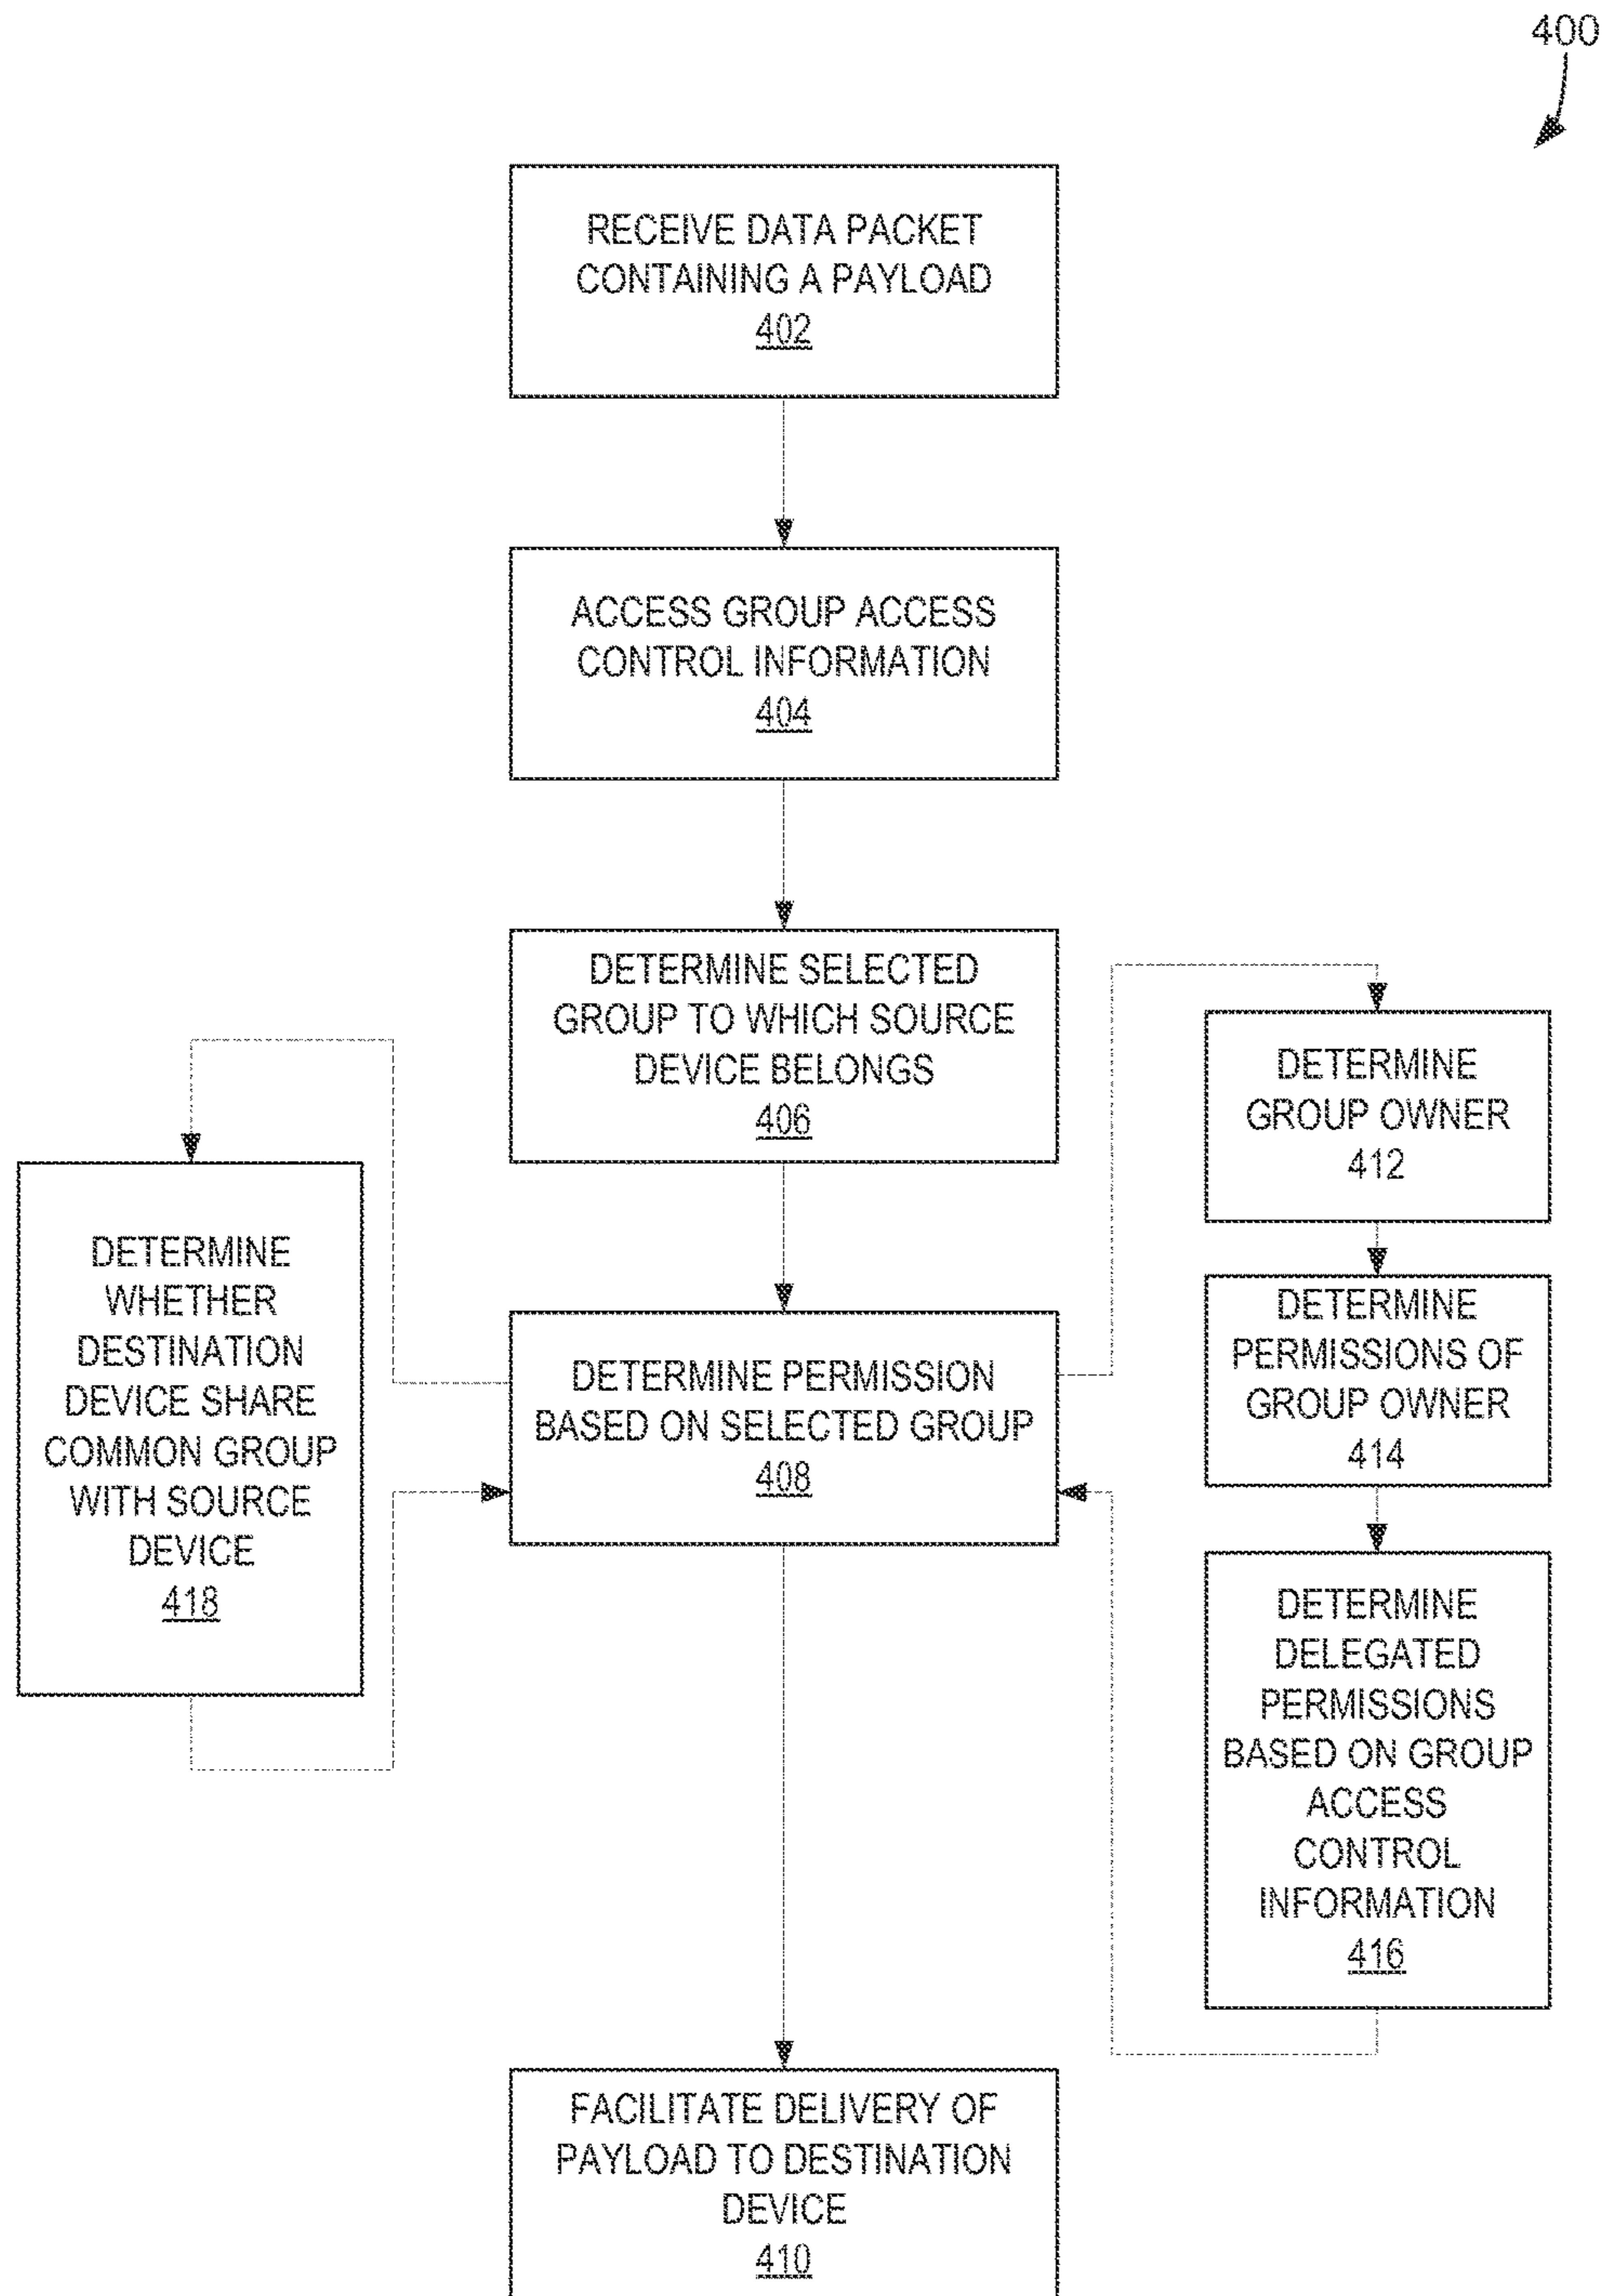 400
RECEIVE DATA PACKET
CONTAINING A PAYLOAD
402
ACCESS GROUP ACCESS
CONTROL INFORMATION
404
DETERMINE SELECTED
GROUP TO WHICH SOURCE
DEVICE BELONGS
406
DETERMINE PERMISSION
BASED ON SELECTED GROUP
408
FACILITATE DELIVERY OF
PAYLOAD TO DESTINATION
DEVICE
410
DETERMINE
GROUP OWNER
412
DETERMINE
PERMISSIONS OF
GROUP OWNER
414
DETERMINE
DELEGATED
PERMISSIONS
BASED ON GROUP
ACCESS
CONTROL
INFORMATION
416
DETERMINE
WHETHER
DESTINATION
DEVICE SHARE
COMMON GROUP
WITH SOURCE
DEVICE
418